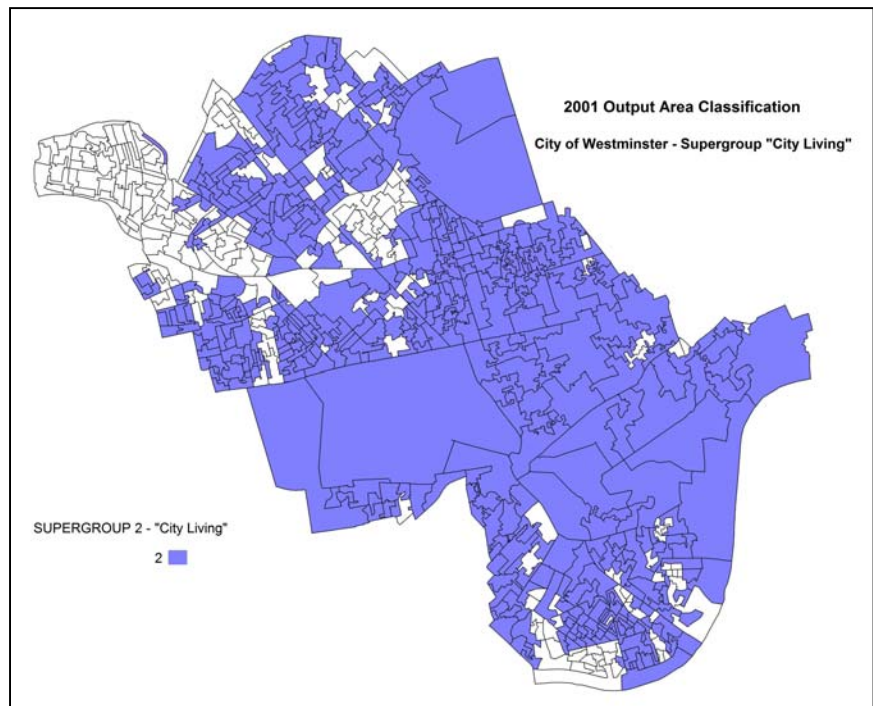 2001 Output Area Classification
City of Westminster - Supergroup "City Living"
SUPERGROUP 2 - "City Living"
2